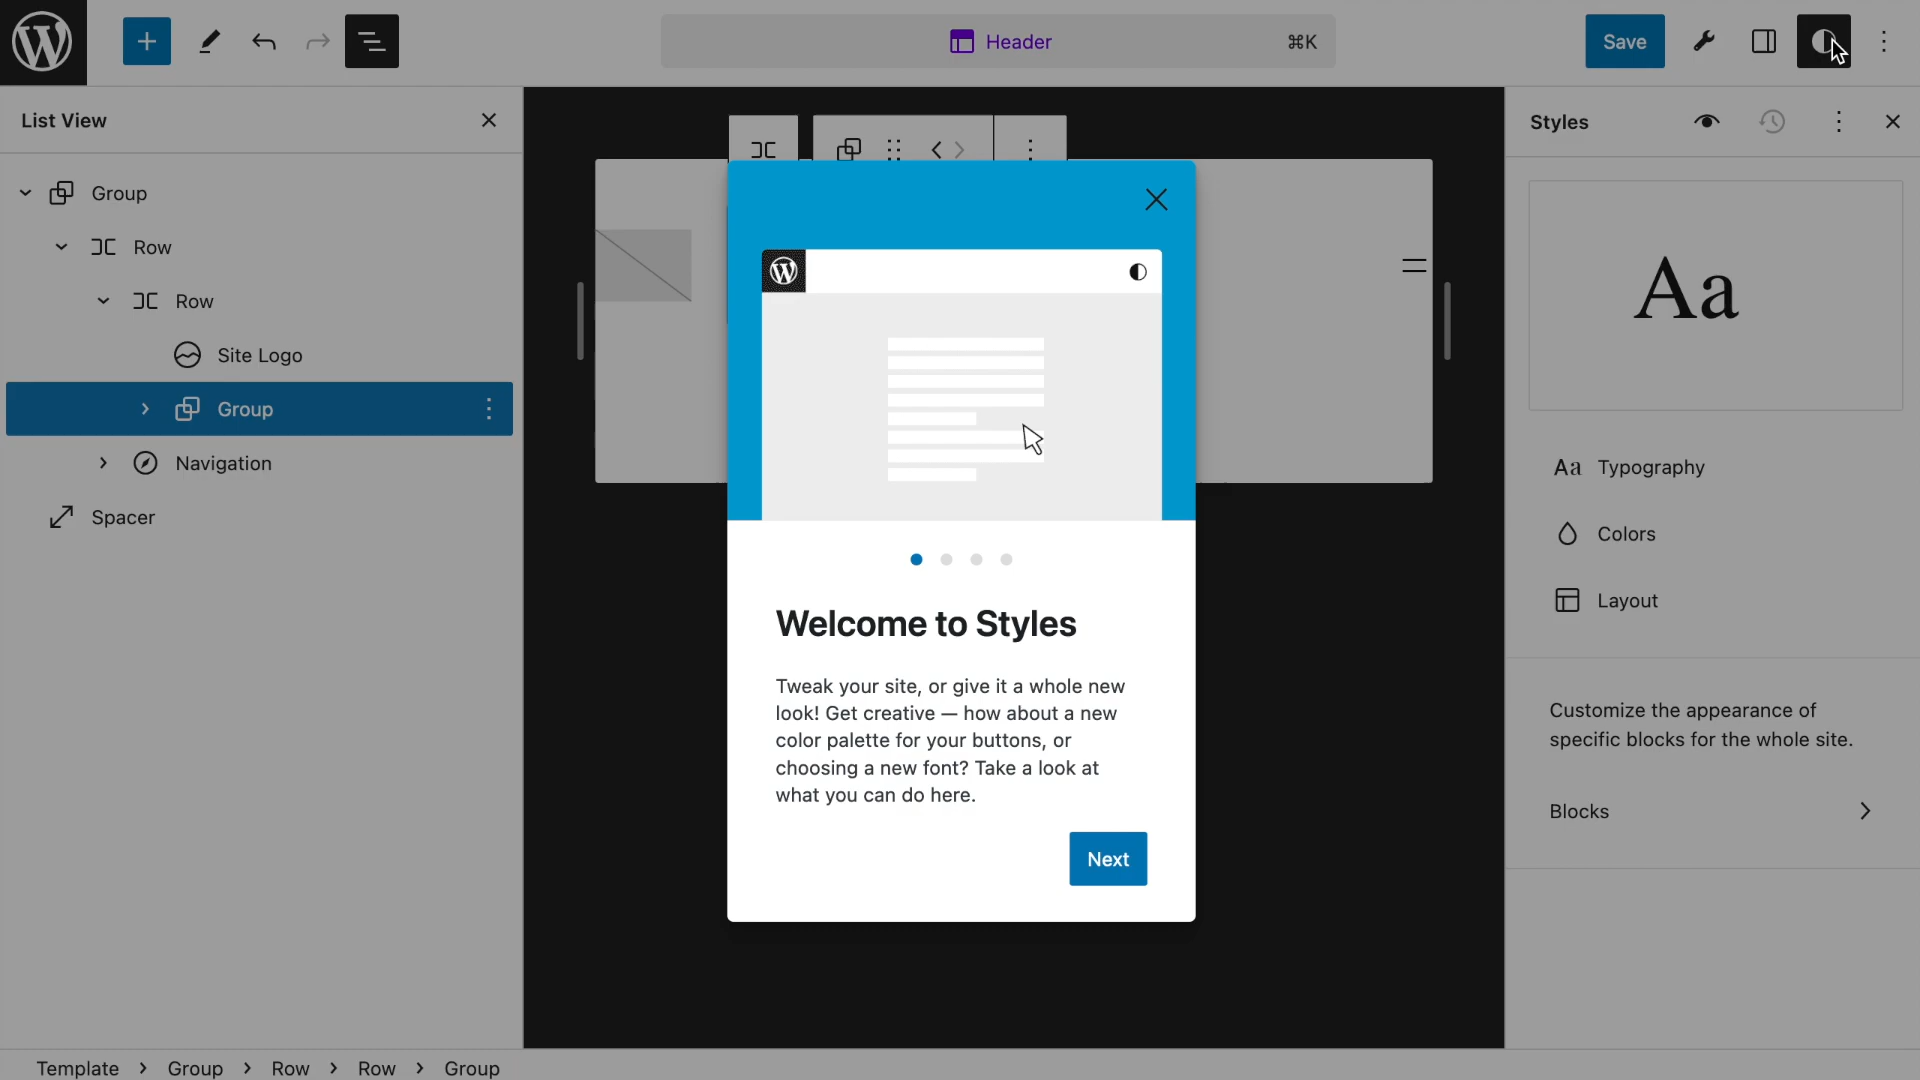 Header
⌘K
Save
List View
Group
Row
Row
Site Logo
Group
Navigation
Spacer
Welcome to Styles
Tweak your site, or give it a whole new
look! Get creative — how about a new
color palette for your buttons, or
choosing a new font? Take a look at
what you can do here.
Next
Styles
Aa
Aa Typography
Colors
Layout
Customize the appearance of
specific blocks for the whole site.
Blocks
Template > Group > Row > Row > Group